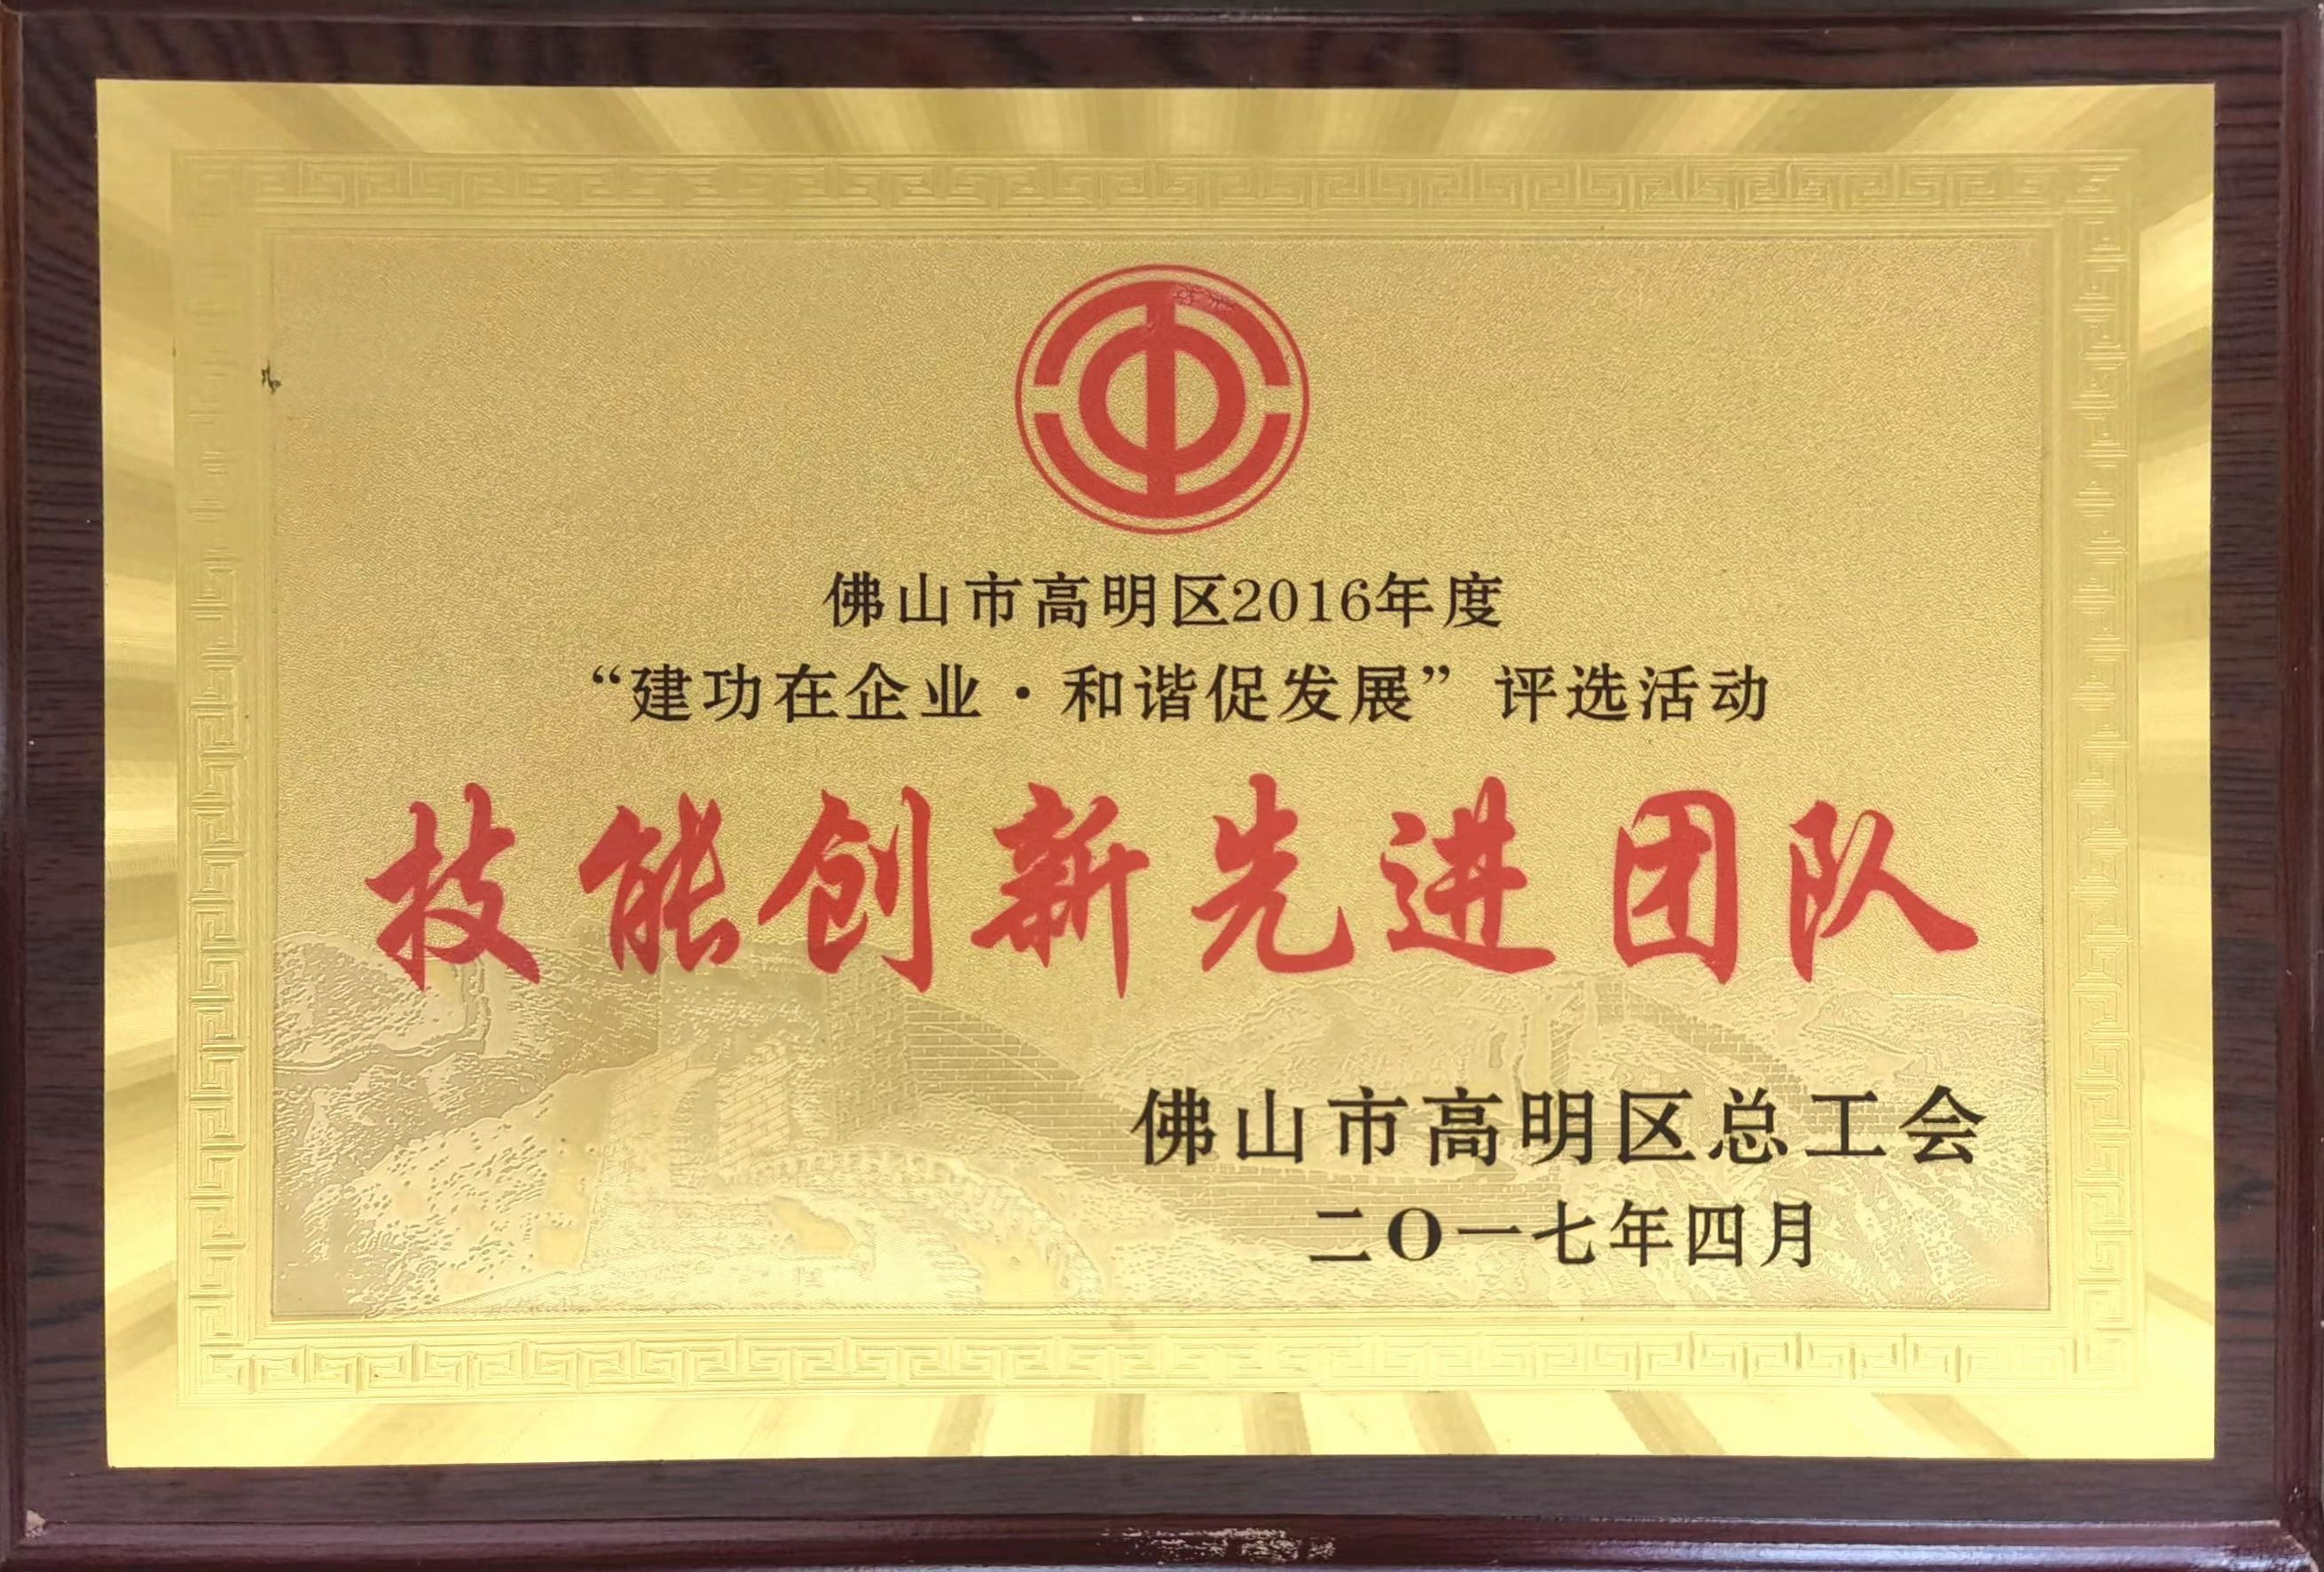 佛山市高明区2016年度
“建功在企业·和谐促发展”评选活动
技能创新先进团队
佛山市高明区总工会
二〇一七年四月